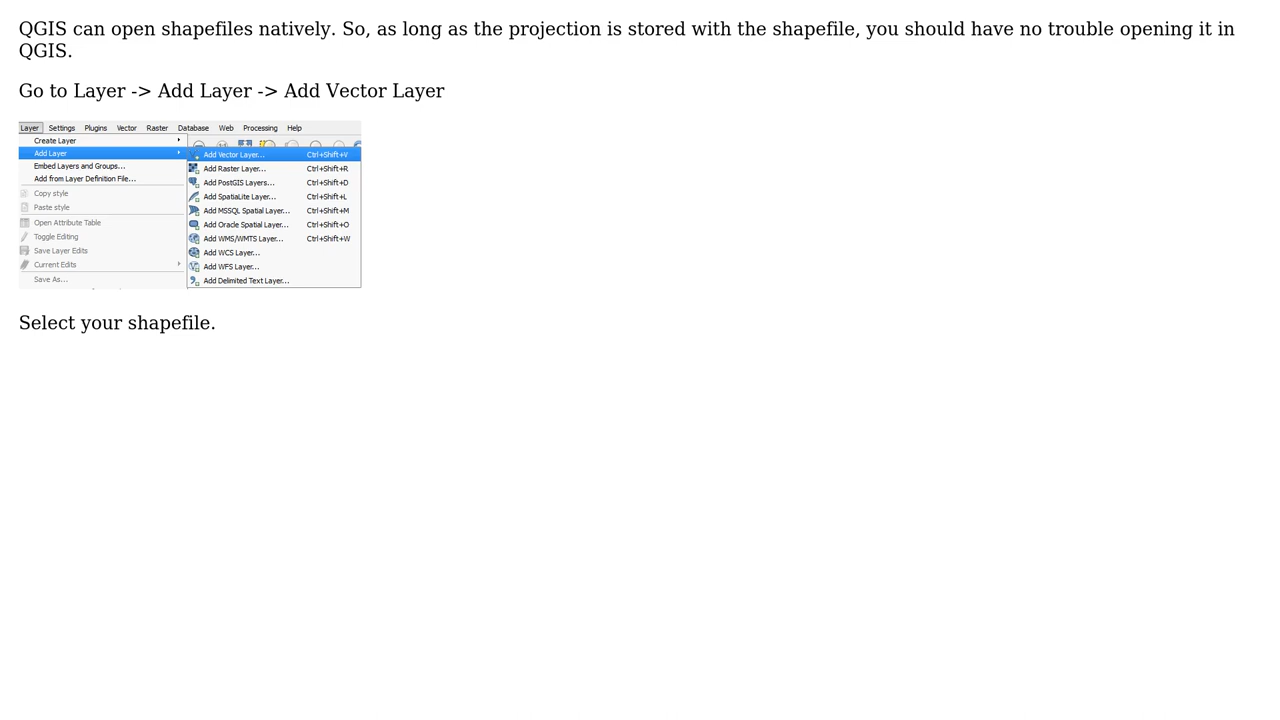 QGIS can open shapefiles natively. So, as long as the projection is stored with the shapefile, you should have no trouble opening it in
QGIS.
Go to Layer -> Add Layer -> Add Vector Layer
Layer Settings Plugins Vector Raster Database Web Processing Help
Create Layer
Add Layer
Embed Layers and Groups...
Add from Layer Definition File...
Copy style
Paste style
Open Attribute Table
Toggle Editing
Save Layer Edits
Current Edits
Save As...
Add Vector Layer... Ctrl+Shift+V
Add Raster Layer... Ctrl+Shift+R
Add PostGIS Layers... Ctrl+Shift+D
Add SpatiaLite Layer... Ctrl+Shift+L
Add MSSQL Spatial Layer... Ctrl+Shift+M
Add Oracle Spatial Layer... Ctrl+Shift+O
Add WMS/WMTS Layer... Ctrl+Shift+W
Add WCS Layer...
Add WFS Layer...
Add Delimited Text Layer...
Select your shapefile.